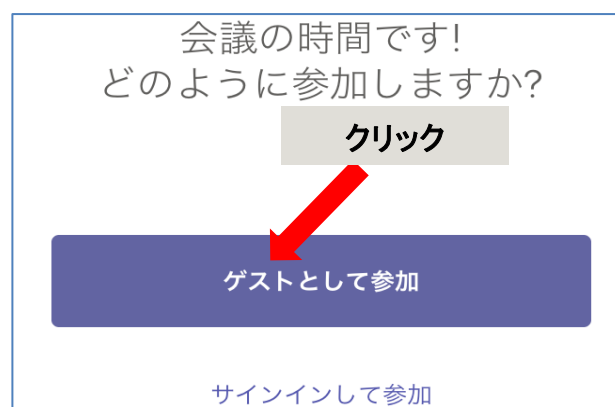 会議の時間です!
どのように参加しますか?
クリック
ゲストとして参加
サインインして参加